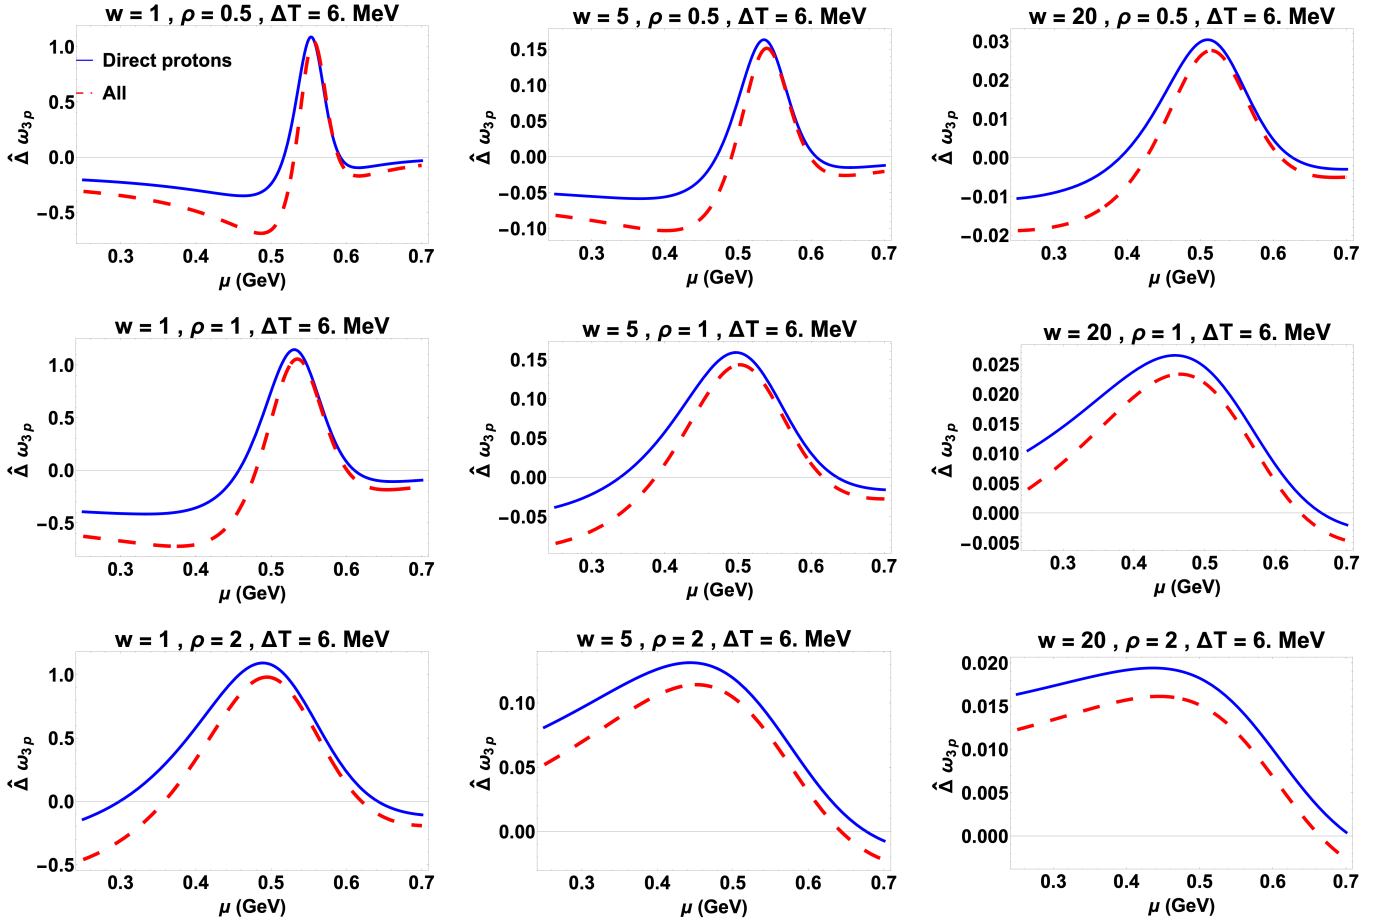 w = 1 , ρ = 0.5 , ΔT = 6. MeV
1.0
0.5
0.0
−0.5
Direct protons
All
Δ̂ ω3p
0.3 0.4 0.5 0.6 0.7
μ (GeV)
w = 5 , ρ = 0.5 , ΔT = 6. MeV
0.15
0.10
0.05
0.00
−0.05
−0.10
Δ̂ ω3p
0.3 0.4 0.5 0.6 0.7
μ (GeV)
w = 20 , ρ = 0.5 , ΔT = 6. MeV
0.03
0.02
0.01
0.00
−0.01
−0.02
Δ̂ ω3p
0.3 0.4 0.5 0.6 0.7
μ (GeV)
w = 1 , ρ = 1 , ΔT = 6. MeV
1.0
0.5
0.0
−0.5
Δ̂ ω3p
0.3 0.4 0.5 0.6 0.7
μ (GeV)
w = 5 , ρ = 1 , ΔT = 6. MeV
0.15
0.10
0.05
0.00
−0.05
Δ̂ ω3p
0.3 0.4 0.5 0.6 0.7
μ (GeV)
w = 20 , ρ = 1 , ΔT = 6. MeV
0.025
0.020
0.015
0.010
0.005
0.000
−0.005
Δ̂ ω3p
0.3 0.4 0.5 0.6 0.7
μ (GeV)
w = 1 , ρ = 2 , ΔT = 6. MeV
1.0
0.5
0.0
−0.5
Δ̂ ω3p
0.3 0.4 0.5 0.6 0.7
μ (GeV)
w = 5 , ρ = 2 , ΔT = 6. MeV
0.10
0.05
0.00
Δ̂ ω3p
0.3 0.4 0.5 0.6 0.7
μ (GeV)
w = 20 , ρ = 2 , ΔT = 6. MeV
0.020
0.015
0.010
0.005
0.000
Δ̂ ω3p
0.3 0.4 0.5 0.6 0.7
μ (GeV)